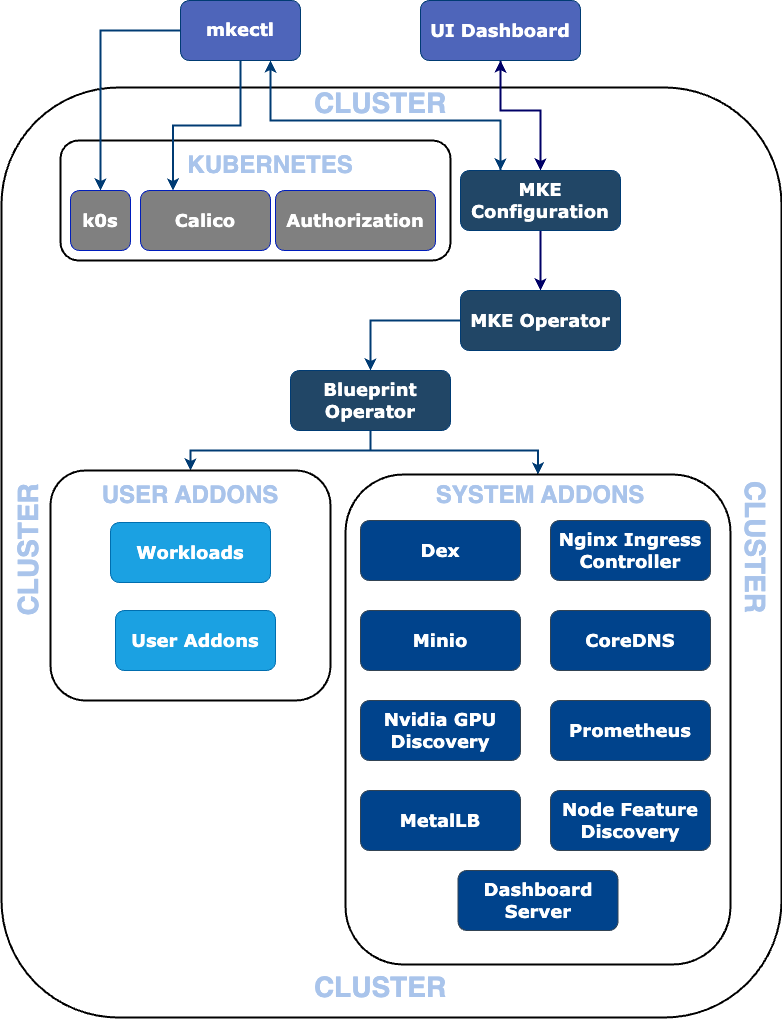 mkectl
UI Dashboard
CLUSTER
KUBERNETES
k0s
Calico
Authorization
MKE
Configuration
MKE Operator
Blueprint
Operator
CLUSTER
USER ADDONS
Workloads
User Addons
SYSTEM ADDONS
Dex
Nginx Ingress
Controller
Minio
CoreDNS
Nvidia GPU
Discovery
Prometheus
MetalLB
Node Feature
Discovery
Dashboard
Server
CLUSTER
CLUSTER